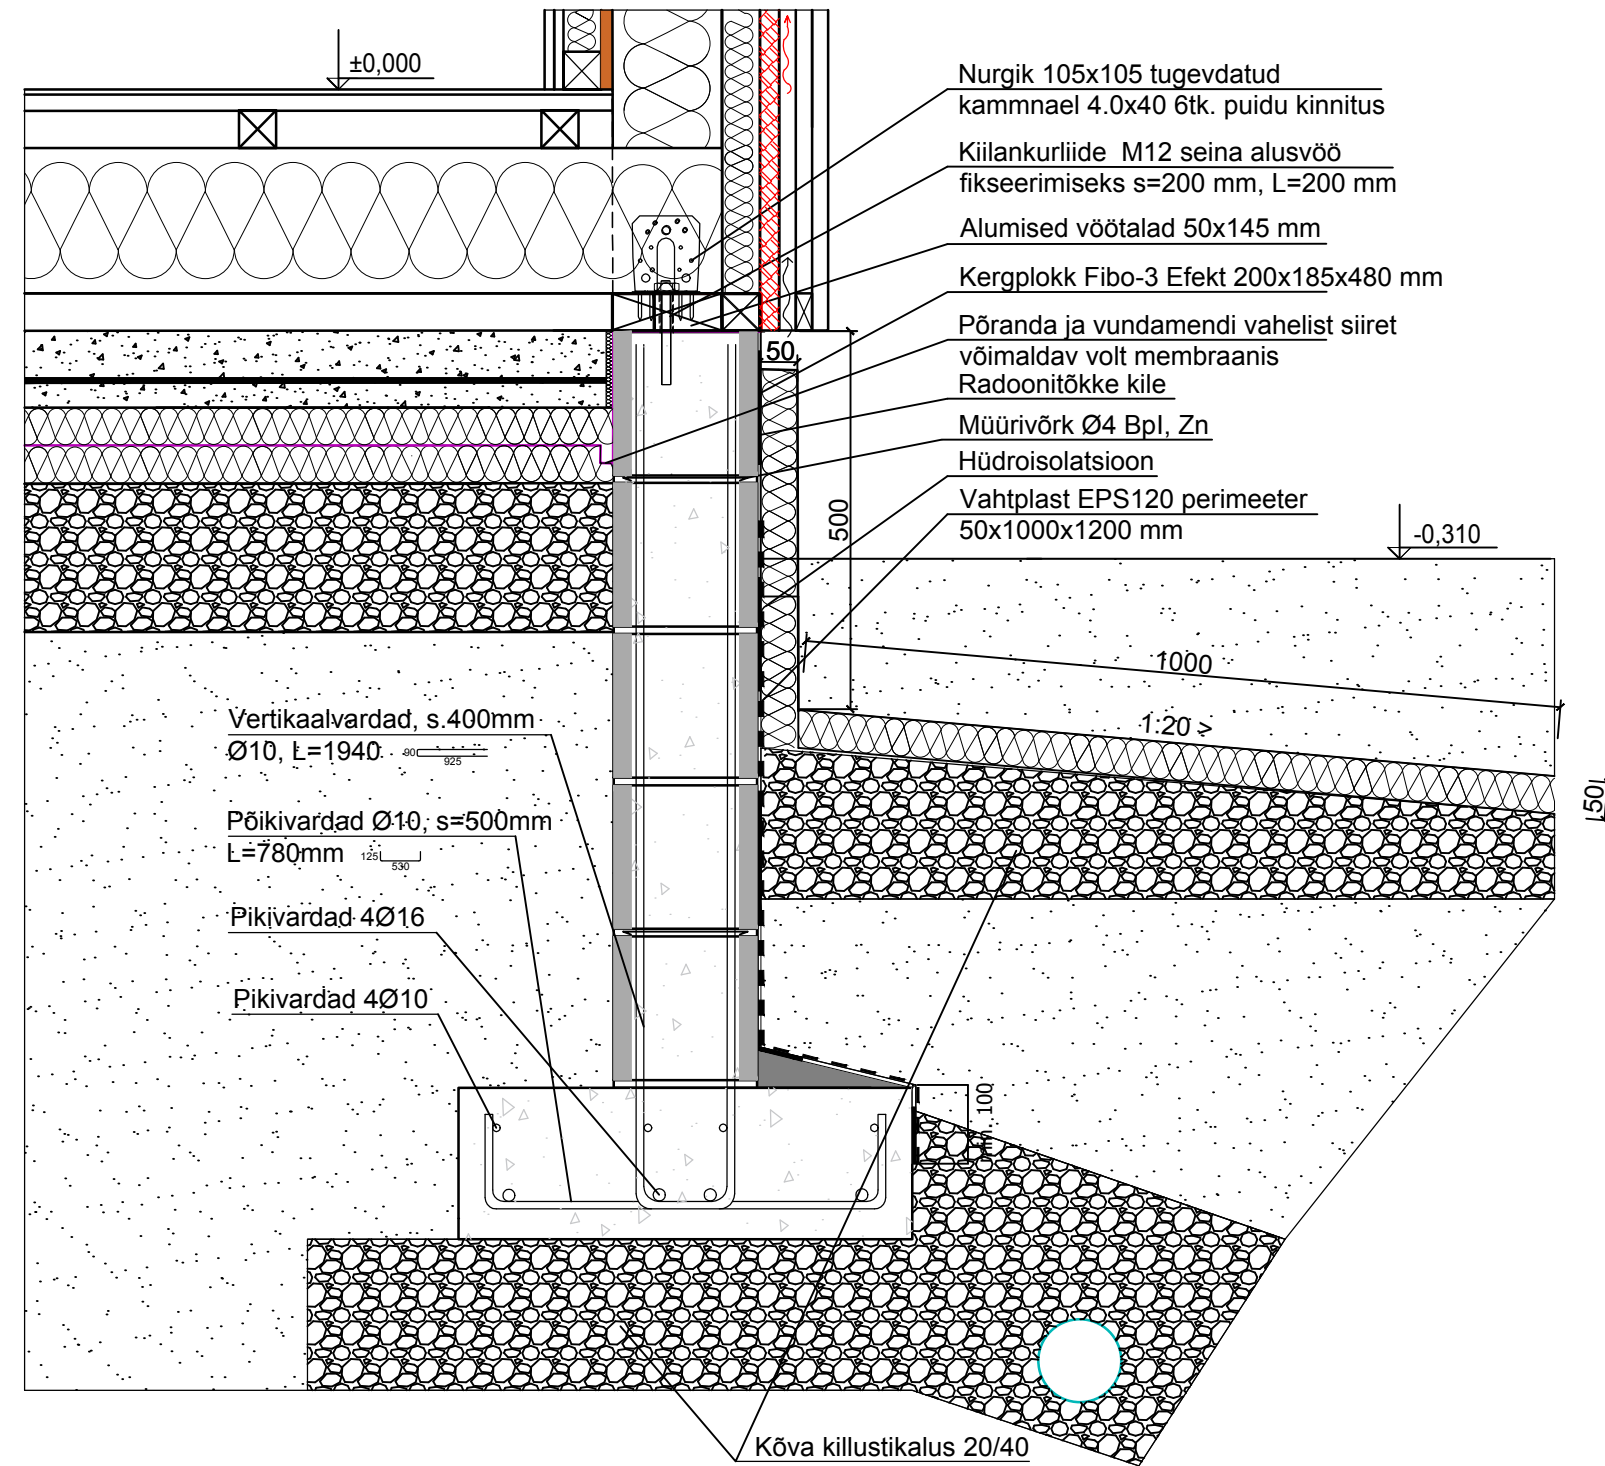 ±0,000
Nurgik 105x105 tugevdatud
kammnael 4.0x40 6tk. puidu kinnitus
Kiilankurliide  M12 seina alusvöö
fikseerimiseks s=200 mm, L=200 mm
Alumised vöötalad 50x145 mm
Kergplokk Fibo-3 Efekt 200x185x480 mm
Põranda ja vundamendi vahelist siiret
võimaldav volt membraanis
Radoonitõkke kile
Müürivõrk Ø4 BpI, Zn
Hüdroisolatsioon
Vahtplast EPS120 perimeeter
50x1000x1200 mm
50
500
-0,310
1000
1:20 >
50
Vertikaalvardad, s.400mm
Ø10, L=1940
90
925
Põikivardad Ø10, s=500mm
L=780mm
125
530
Pikivardad 4Ø16
Pikivardad 4Ø10
min. 100
Kõva killustikalus 20/40